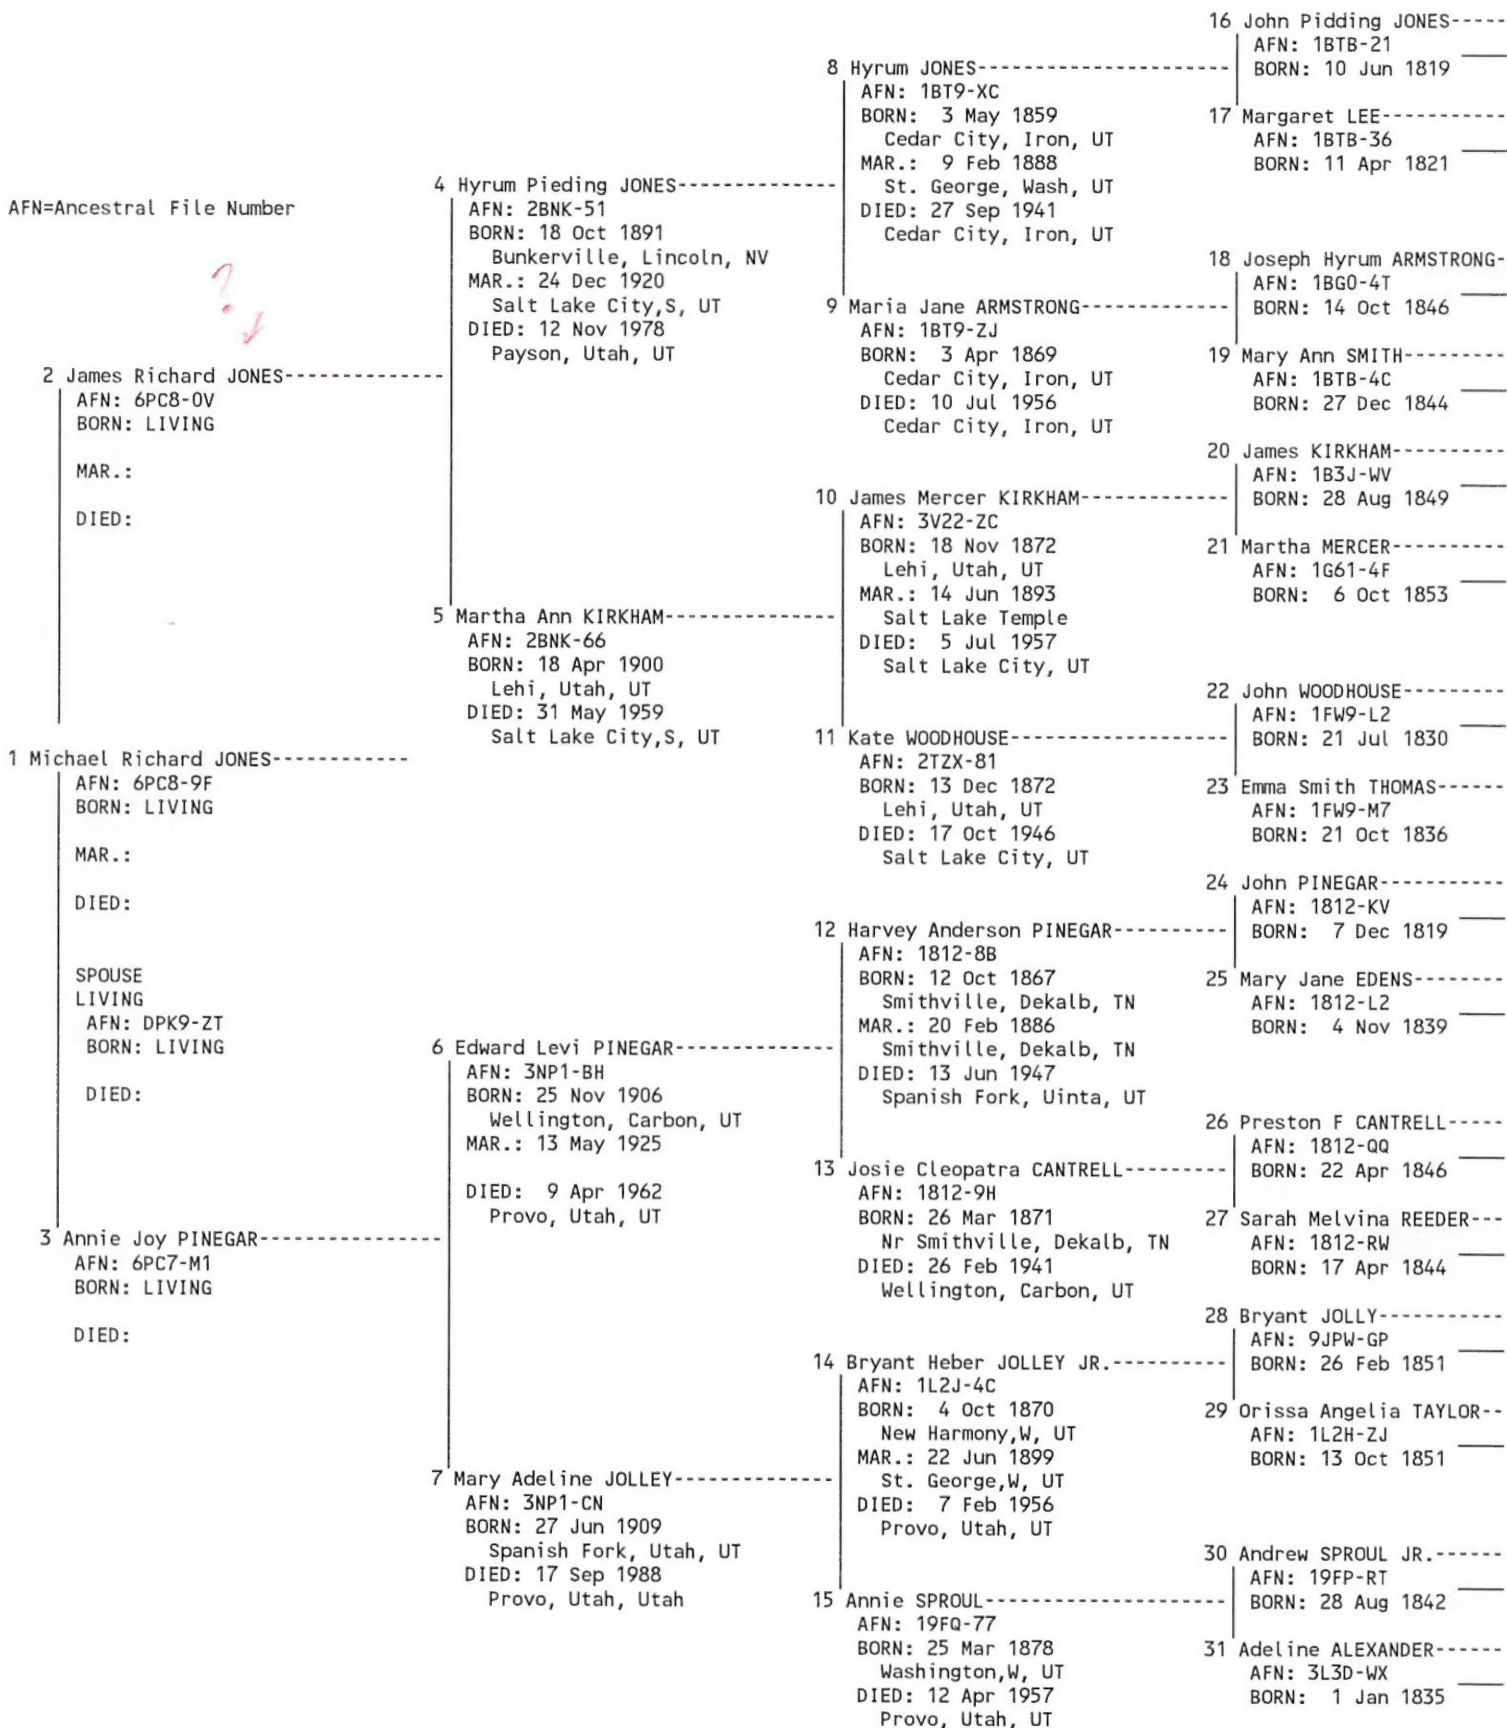 AFN=Ancestral File Number
?
1 Michael Richard JONES------------
AFN: 6PC8-9F
BORN: LIVING
MAR.:
DIED:
SPOUSE
LIVING
AFN: DPK9-ZT
BORN: LIVING
DIED:
2 James Richard JONES--------------
AFN: 6PC8-0V
BORN: LIVING
MAR.:
DIED:
3 Annie Joy PINEGAR----------------
AFN: 6PC7-M1
BORN: LIVING
DIED:
4 Hyrum Pieding JONES--------------
AFN: 2BNK-51
BORN: 18 Oct 1891
Bunkerville, Lincoln, NV
MAR.: 24 Dec 1920
Salt Lake City,S, UT
DIED: 12 Nov 1978
Payson, Utah, UT
5 Martha Ann KIRKHAM---------------
AFN: 2BNK-66
BORN: 18 Apr 1900
Lehi, Utah, UT
DIED: 31 May 1959
Salt Lake City,S, UT
6 Edward Levi PINEGAR--------------
AFN: 3NP1-BH
BORN: 25 Nov 1906
Wellington, Carbon, UT
MAR.: 13 May 1925
DIED:  9 Apr 1962
Provo, Utah, UT
7 Mary Adeline JOLLEY--------------
AFN: 3NP1-CN
BORN: 27 Jun 1909
Spanish Fork, Utah, UT
DIED: 17 Sep 1988
Provo, Utah, Utah
8 Hyrum JONES----------------------
AFN: 1BT9-XC
BORN:  3 May 1859
Cedar City, Iron, UT
MAR.:  9 Feb 1888
St. George, Wash, UT
DIED: 27 Sep 1941
Cedar City, Iron, UT
9 Maria Jane ARMSTRONG-------------
AFN: 1BT9-ZJ
BORN:  3 Apr 1869
Cedar City, Iron, UT
DIED: 10 Jul 1956
Cedar City, Iron, UT
10 James Mercer KIRKHAM-------------
AFN: 3V22-ZC
BORN: 18 Nov 1872
Lehi, Utah, UT
MAR.: 14 Jun 1893
Salt Lake Temple
DIED:  5 Jul 1957
Salt Lake City, UT
11 Kate WOODHOUSE-------------------
AFN: 2TZX-81
BORN: 13 Dec 1872
Lehi, Utah, UT
DIED: 17 Oct 1946
Salt Lake City, UT
12 Harvey Anderson PINEGAR----------
AFN: 1812-8B
BORN: 12 Oct 1867
Smithville, Dekalb, TN
MAR.: 20 Feb 1886
Smithville, Dekalb, TN
DIED: 13 Jun 1947
Spanish Fork, Uinta, UT
13 Josie Cleopatra CANTRELL---------
AFN: 1812-9H
BORN: 26 Mar 1871
Nr Smithville, Dekalb, TN
DIED: 26 Feb 1941
Wellington, Carbon, UT
14 Bryant Heber JOLLEY JR.----------
AFN: 1L2J-4C
BORN:  4 Oct 1870
New Harmony,W, UT
MAR.: 22 Jun 1899
St. George,W, UT
DIED:  7 Feb 1956
Provo, Utah, UT
15 Annie SPROUL---------------------
AFN: 19FQ-77
BORN: 25 Mar 1878
Washington,W, UT
DIED: 12 Apr 1957
Provo, Utah, UT
16 John Pidding JONES-----
AFN: 1BTB-21
BORN: 10 Jun 1819
17 Margaret LEE-----------
AFN: 1BTB-36
BORN: 11 Apr 1821
18 Joseph Hyrum ARMSTRONG-
AFN: 1BG0-4T
BORN: 14 Oct 1846
19 Mary Ann SMITH---------
AFN: 1BTB-4C
BORN: 27 Dec 1844
20 James KIRKHAM----------
AFN: 1B3J-WV
BORN: 28 Aug 1849
21 Martha MERCER----------
AFN: 1G61-4F
BORN:  6 Oct 1853
22 John WOODHOUSE---------
AFN: 1FW9-L2
BORN: 21 Jul 1830
23 Emma Smith THOMAS------
AFN: 1FW9-M7
BORN: 21 Oct 1836
24 John PINEGAR-----------
AFN: 1812-KV
BORN:  7 Dec 1819
25 Mary Jane EDENS--------
AFN: 1812-L2
BORN:  4 Nov 1839
26 Preston F CANTRELL-----
AFN: 1812-QQ
BORN: 22 Apr 1846
27 Sarah Melvina REEDER---
AFN: 1812-RW
BORN: 17 Apr 1844
28 Bryant JOLLY-----------
AFN: 9JPW-GP
BORN: 26 Feb 1851
29 Orissa Angelia TAYLOR--
AFN: 1L2H-ZJ
BORN: 13 Oct 1851
30 Andrew SPROUL JR.------
AFN: 19FP-RT
BORN: 28 Aug 1842
31 Adeline ALEXANDER------
AFN: 3L3D-WX
BORN:  1 Jan 1835